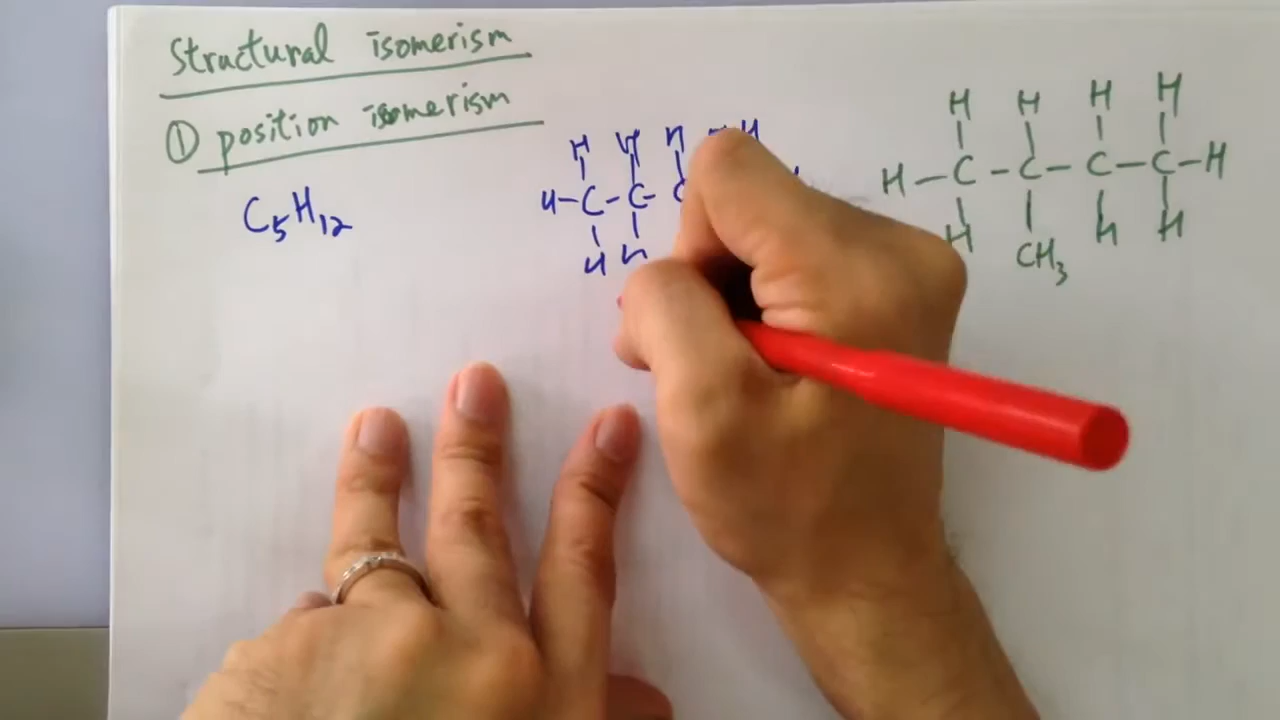 Structural isomerism
① position isomerism
C₅H₁₂
H H H H
H–C–C–C
H H
H H H H
H–C–C–C–C–H
H CH₃ H H